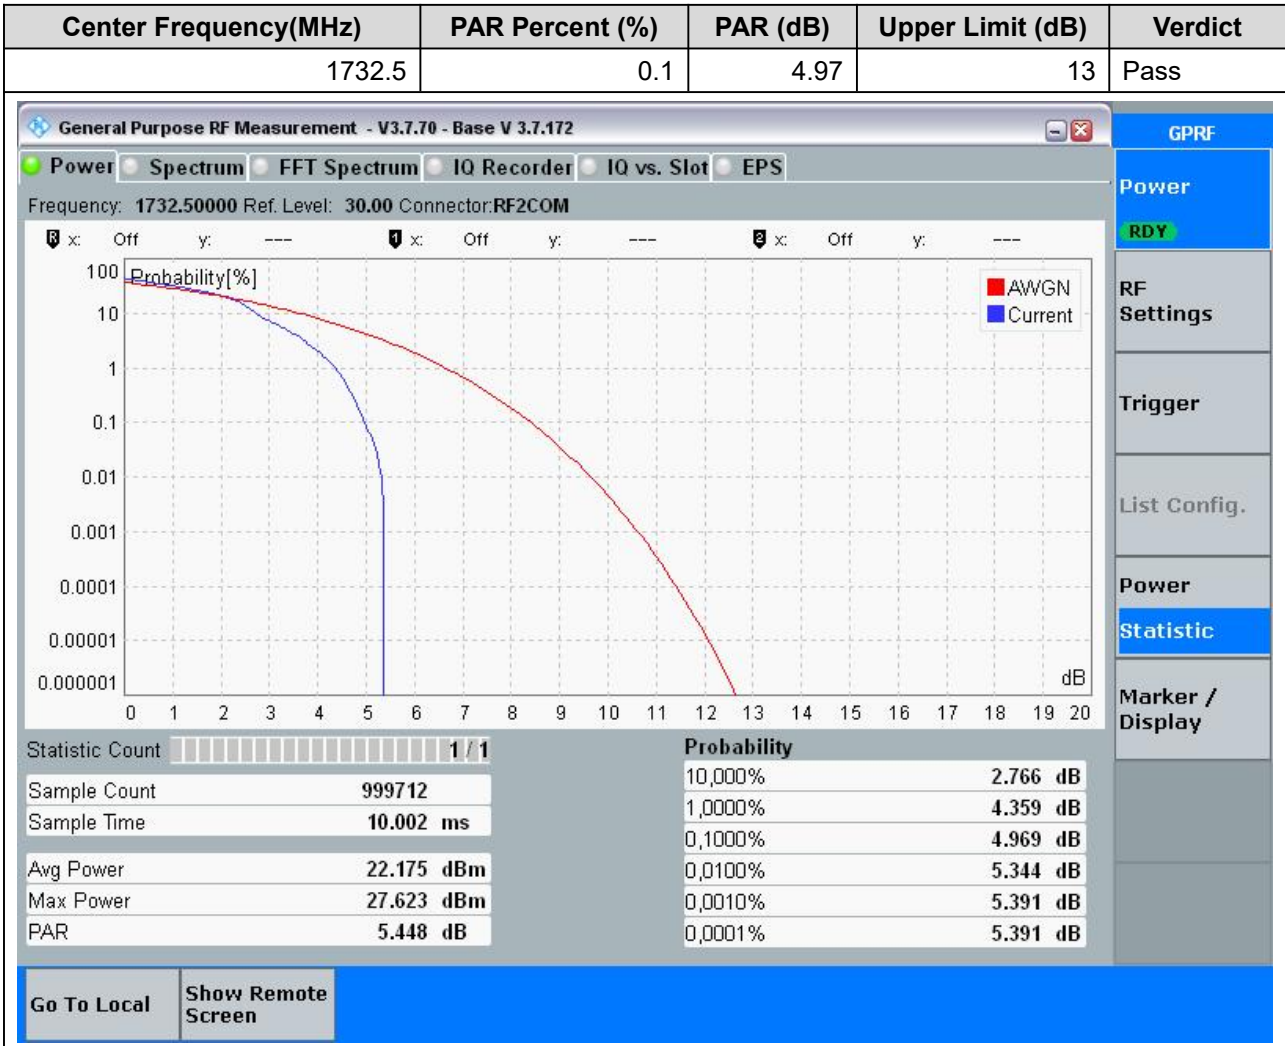 Center Frequency(MHz) PAR Percent (%) PAR (dB) Upper Limit (dB) Verdict
1732.5 0.1 4.97 13 Pass
General Purpose RF Measurement - V3.7.70 - Base V 3.7.172
GPRF
Power Spectrum FFT Spectrum IQ Recorder IQ vs. Slot EPS
Power
RDY
Frequency: 1732.50000 Ref. Level: 30.00 Connector:RF2COM
R x: Off y: --- 1 x: Off y: --- 2 x: Off y: ---
Probability[%]
AWGN
Current
100
10
1
0.1
0.01
0.001
0.0001
0.00001
0.000001
dB
0 1 2 3 4 5 6 7 8 9 10 11 12 13 14 15 16 17 18 19 20
RF
Settings
Trigger
List Config.
Power
Statistic
Marker /
Display
Statistic Count 1 / 1
Sample Count 999712
Sample Time 10.002 ms
Avg Power 22.175 dBm
Max Power 27.623 dBm
PAR 5.448 dB
Probability
10,000% 2.766 dB
1,0000% 4.359 dB
0,1000% 4.969 dB
0,0100% 5.344 dB
0,0010% 5.391 dB
0,0001% 5.391 dB
Go To Local
Show Remote
Screen